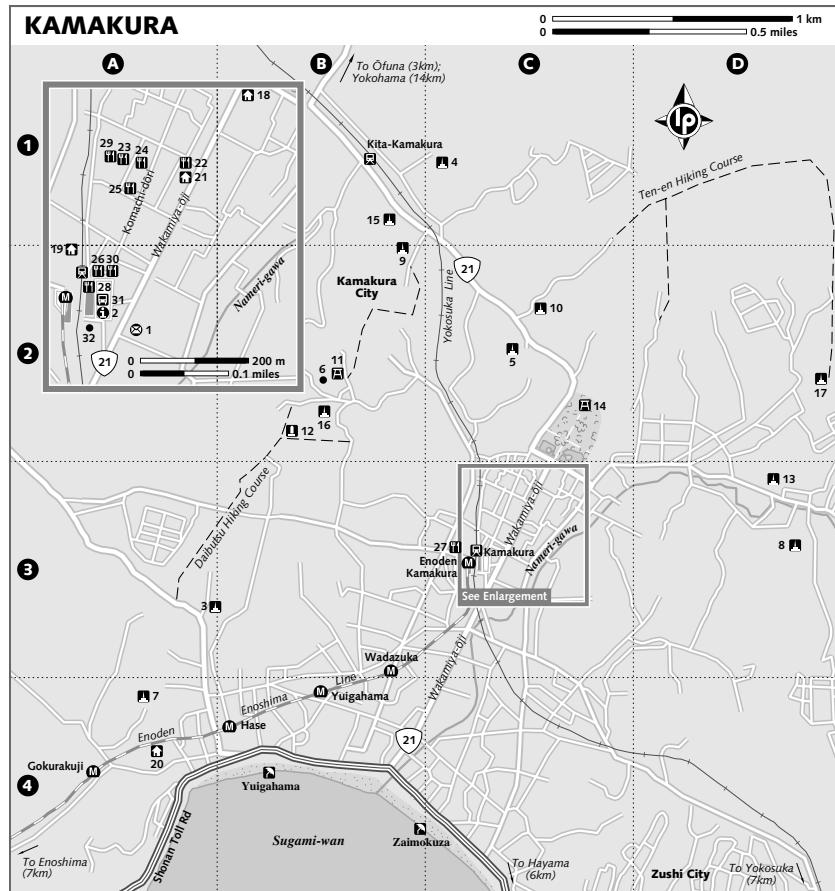 KAMAKURA
0 1 km
0 0.5 miles
A
B
C
D
1
2
3
4
To Ōfuna (3km);
Yokohama (14km)
lp
18
29 23 24
22
21
25
Komachi-dōri
Wakamiya-ōji
19
26 30
28
31
2
1
32
M
Nameri-gawa
21
0 200 m
0 0.1 miles
Kita-Kamakura
4
15
9
Kamakura
City
Yokosuka Line
21
10
5
Ten-en Hiking Course
17
6
11
16
12
14
13
8
Daibutsu Hiking Course
27
Kamakura
Enoden
Kamakura
M
Wakamiya-ōji
Nameri-gawa
See Enlargement
3
Wadazuka
M
Wakamiya-ōji
7
Enoden Enoshima Line
M Yuigahama
M Hase
21
20
Gokurakuji
M
Yuigahama
Shonan Toll Rd
Sugami-wan
Zaimokuza
To Enoshima
(7km)
To Hayama
(6km)
Zushi City
To Yokosuka
(7km)